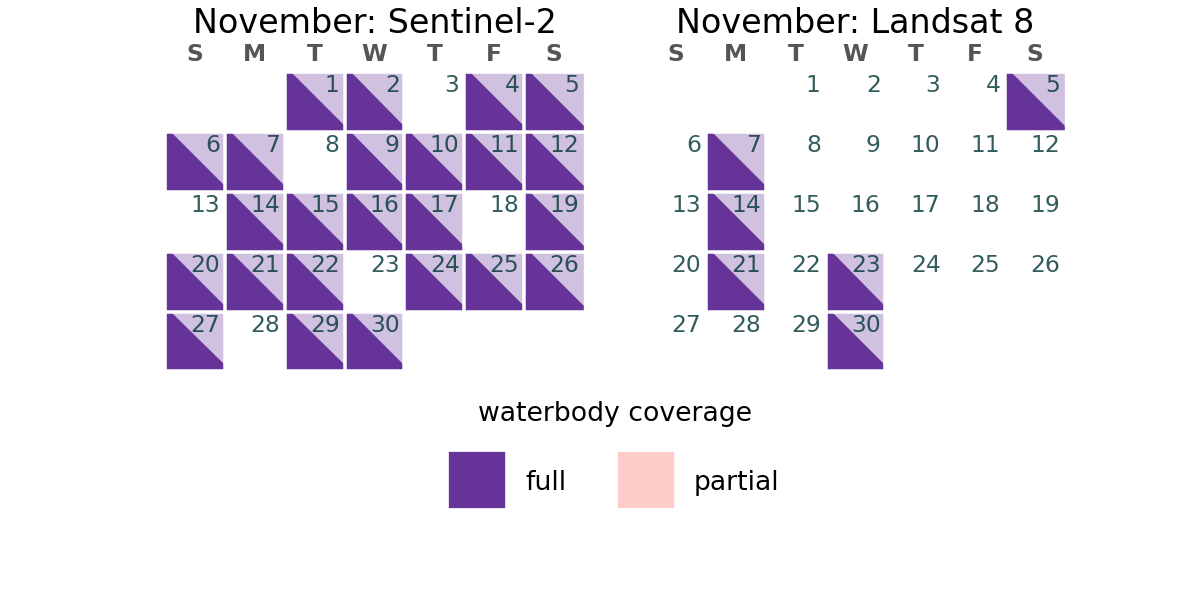 November: Sentinel-2
S M T W T F S
1 2 3 4 5
6 7 8 9 10 11 12
13 14 15 16 17 18 19
20 21 22 23 24 25 26
27 28 29 30
November: Landsat 8
S M T W T F S
1 2 3 4 5
6 7 8 9 10 11 12
13 14 15 16 17 18 19
20 21 22 23 24 25 26
27 28 29 30
waterbody coverage
full
partial